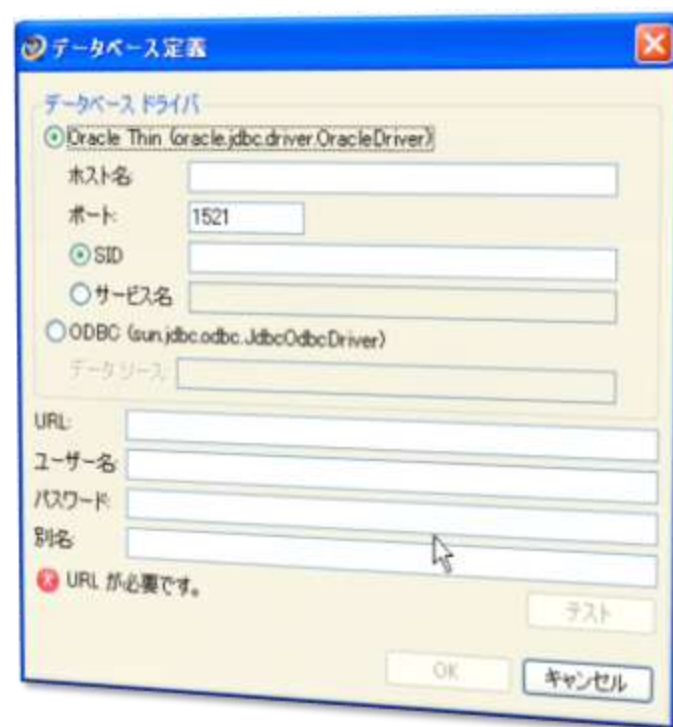 データベース定義
データベース ドライバ
Oracle Thin (oracle.jdbc.driver.OracleDriver)
ホスト名:
ポート: 1521
SID
サービス名
ODBC (sun.jdbc.odbc.JdbcOdbcDriver)
データソース:
URL:
ユーザー名:
パスワード:
別名:
URL が必要です。
テスト
OK キャンセル